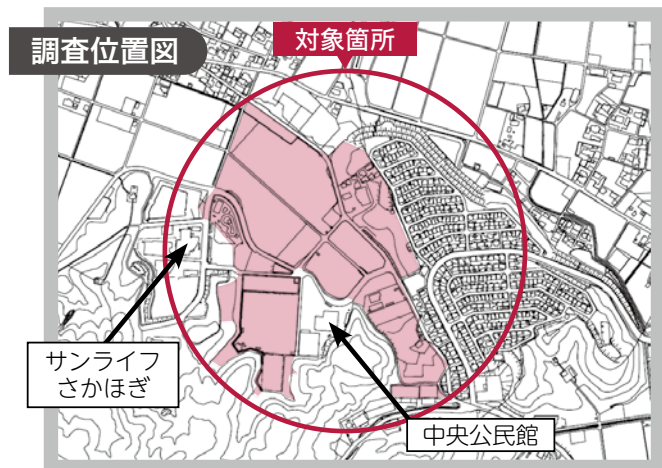 調査位置図
対象箇所
サンライフ
さかほぎ
中央公民館